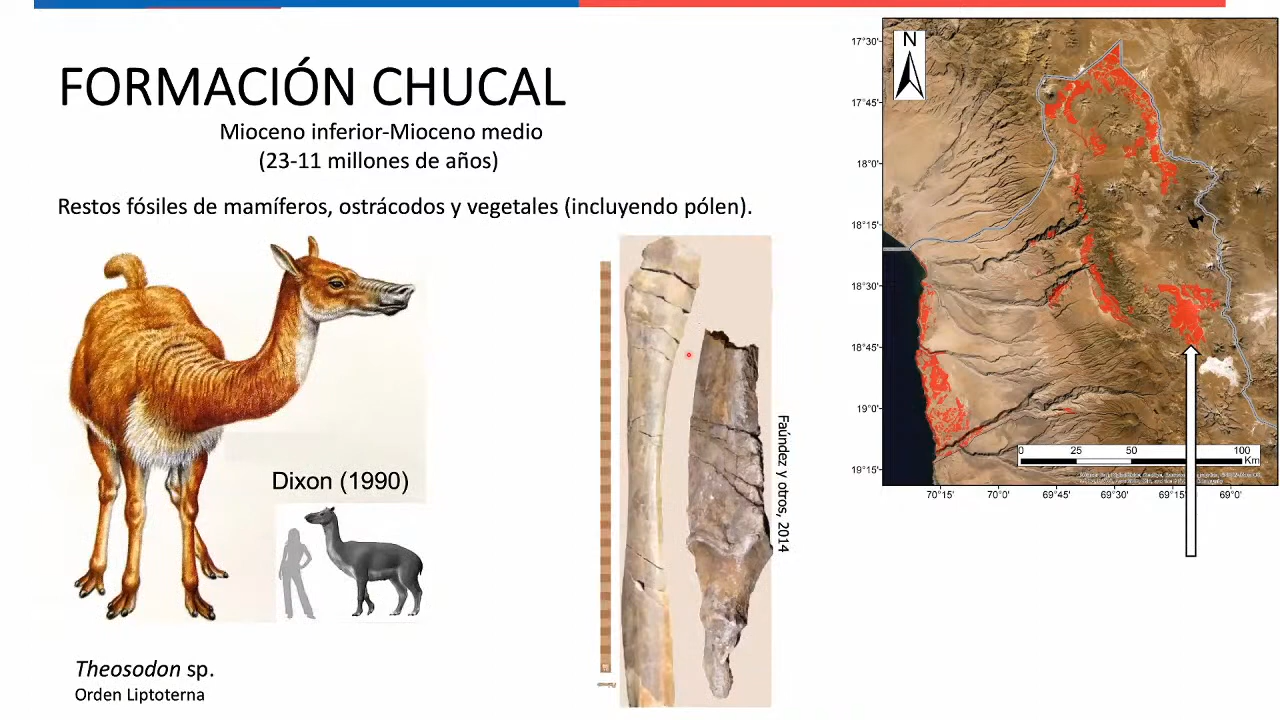 FORMACIÓN CHUCAL
Mioceno inferior-Mioceno medio
(23-11 millones de años)
Restos fósiles de mamíferos, ostrácodos y vegetales (incluyendo pólen).
Dixon (1990)
Theosodon sp.
Orden Liptoterna
Faúndez y otros, 2014
N
17°30'
17°45'
18°0'
18°15'
18°30'
18°45'
19°0'
19°15'
0 25 50 100
Km
70°15' 70°0' 69°45' 69°30' 69°15' 69°0'